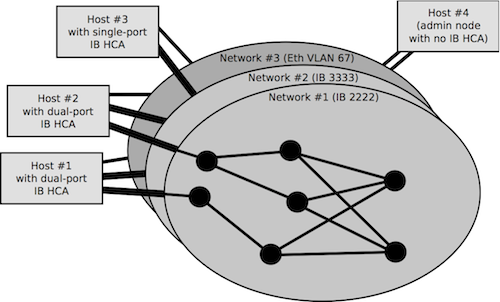 Host #3
with single-port
IB HCA
Host #4
(admin node
with no IB HCA)
Network #3 (Eth VLAN 67)
Network #2 (IB 3333)
Network #1 (IB 2222)
Host #2
with dual-port
IB HCA
Host #1
with dual-port
IB HCA